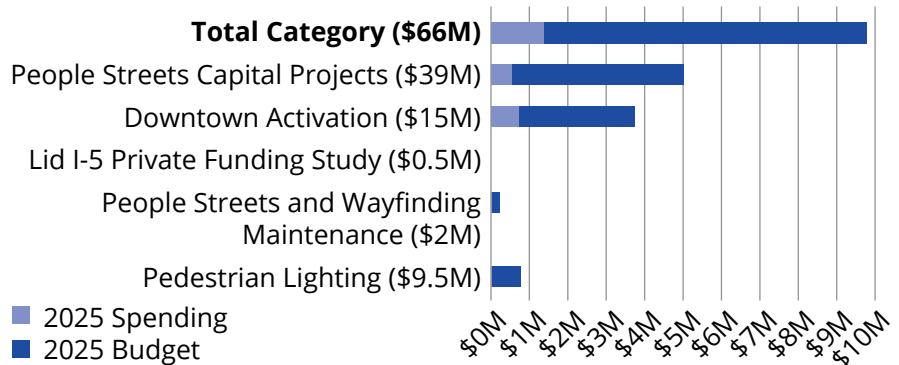 Total Category ($66M)
People Streets Capital Projects ($39M)
Downtown Activation ($15M)
Lid I-5 Private Funding Study ($0.5M)
People Streets and Wayfinding
Maintenance ($2M)
Pedestrian Lighting ($9.5M)
2025 Spending
2025 Budget
$0M $1M $2M $3M $4M $5M $6M $7M $8M $9M $10M